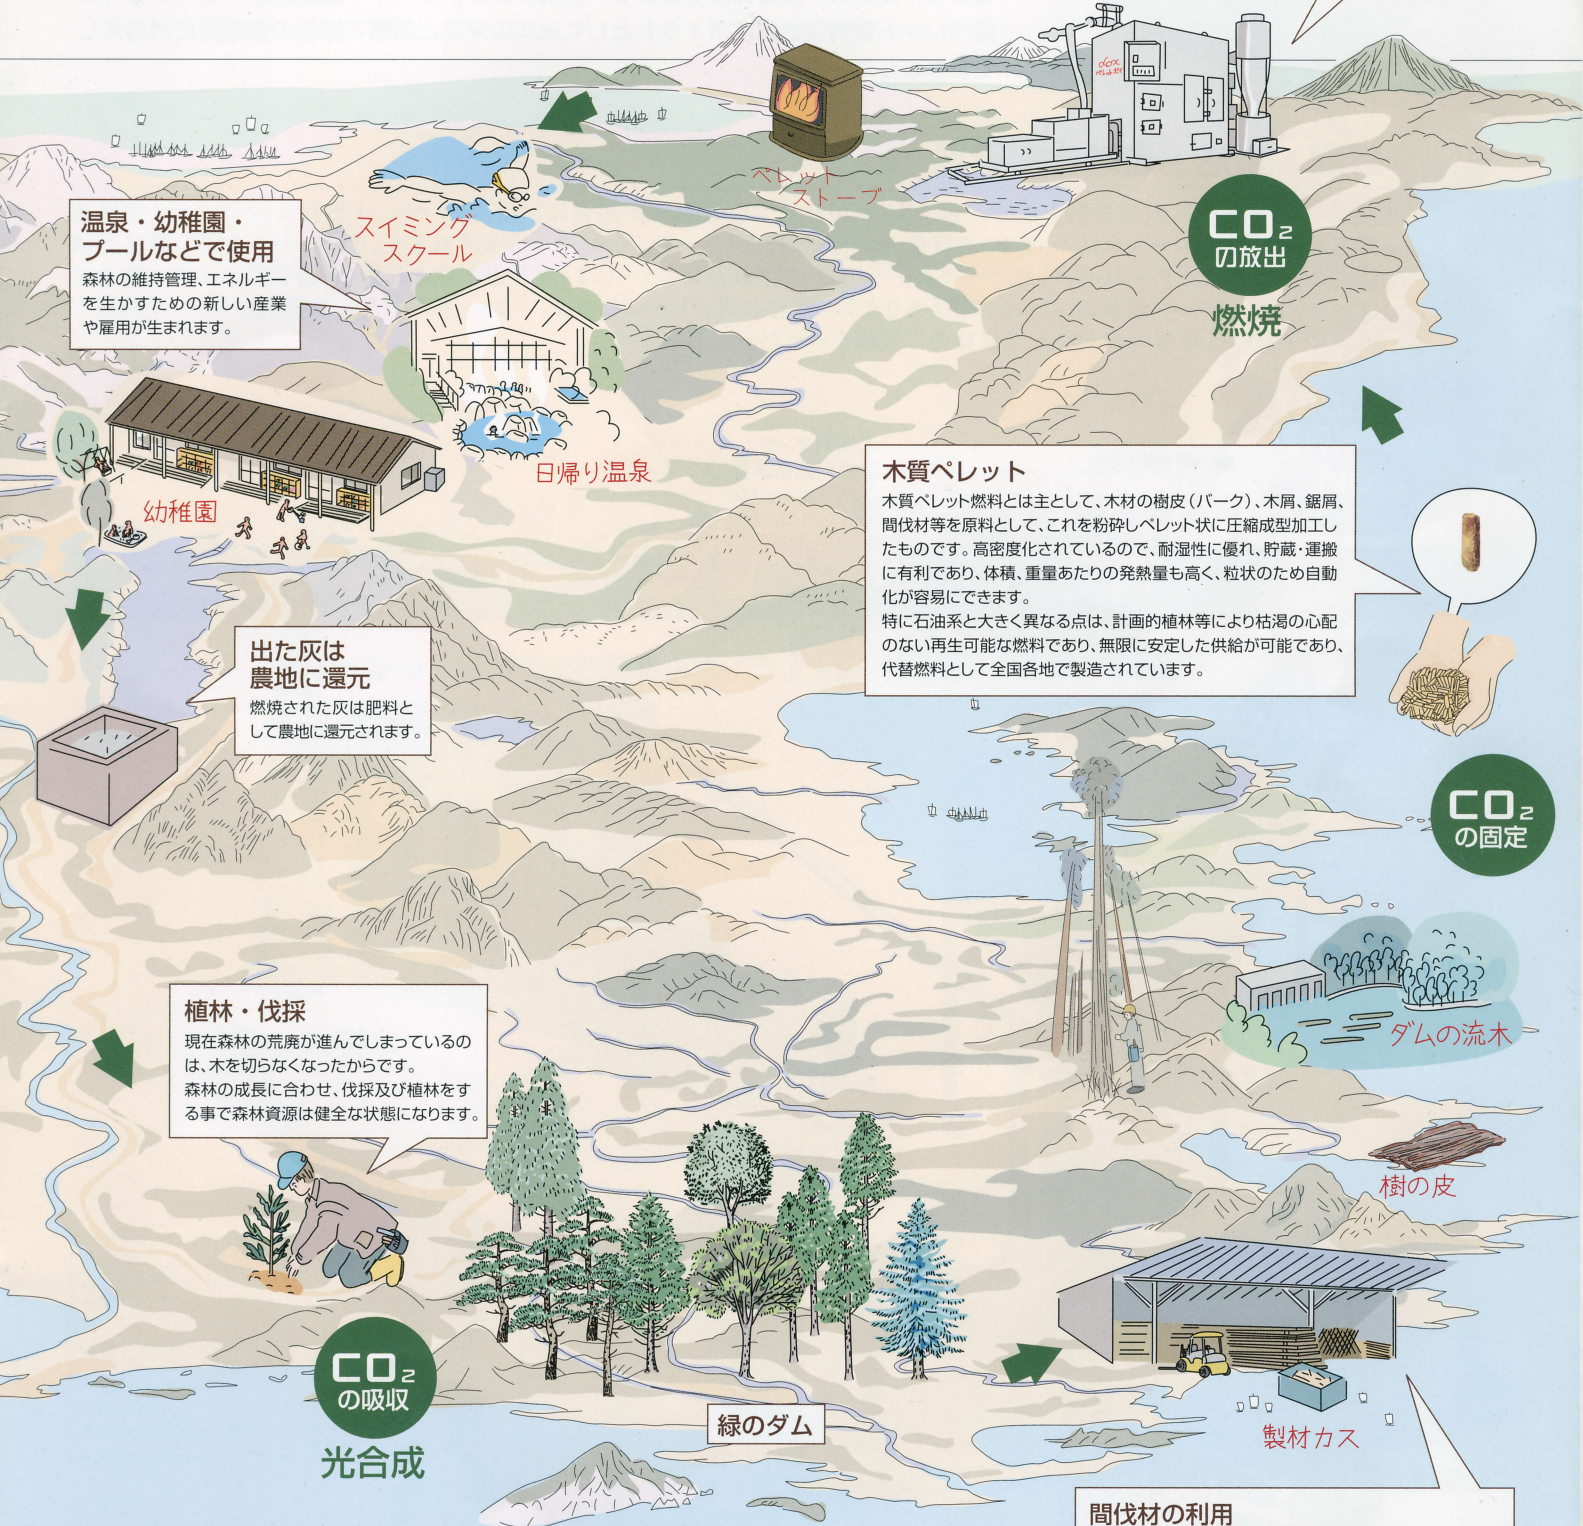 ペレット
ストーブ
スイミング
スクール
CO₂
の放出
燃焼
温泉・幼稚園・
プールなどで使用
森林の維持管理、エネルギー
を生かすための新しい産業
や雇用が生まれます。
日帰り温泉
幼稚園
木質ペレット
木質ペレット燃料とは主として、木材の樹皮(バーク)、木屑、鋸屑、
間伐材等を原料として、これを粉砕しペレット状に圧縮成型加工し
たものです。高密度化されているので、耐湿性に優れ、貯蔵・運搬
に有利であり、体積、重量あたりの発熱量も高く、粒状のため自動
化が容易にできます。
特に石油系と大きく異なる点は、計画的植林等により枯渇の心配
のない再生可能な燃料であり、無限に安定した供給が可能であり、
代替燃料として全国各地で製造されています。
出た灰は
農地に還元
燃焼された灰は肥料と
して農地に還元されます。
CO₂
の固定
ダムの流木
植林・伐採
現在森林の荒廃が進んでしまっているの
は、木を切らなくなったからです。
森林の成長に合わせ、伐採及び植林をす
る事で森林資源は健全な状態になります。
樹の皮
CO₂
の吸収
光合成
緑のダム
製材カス
間伐材の利用